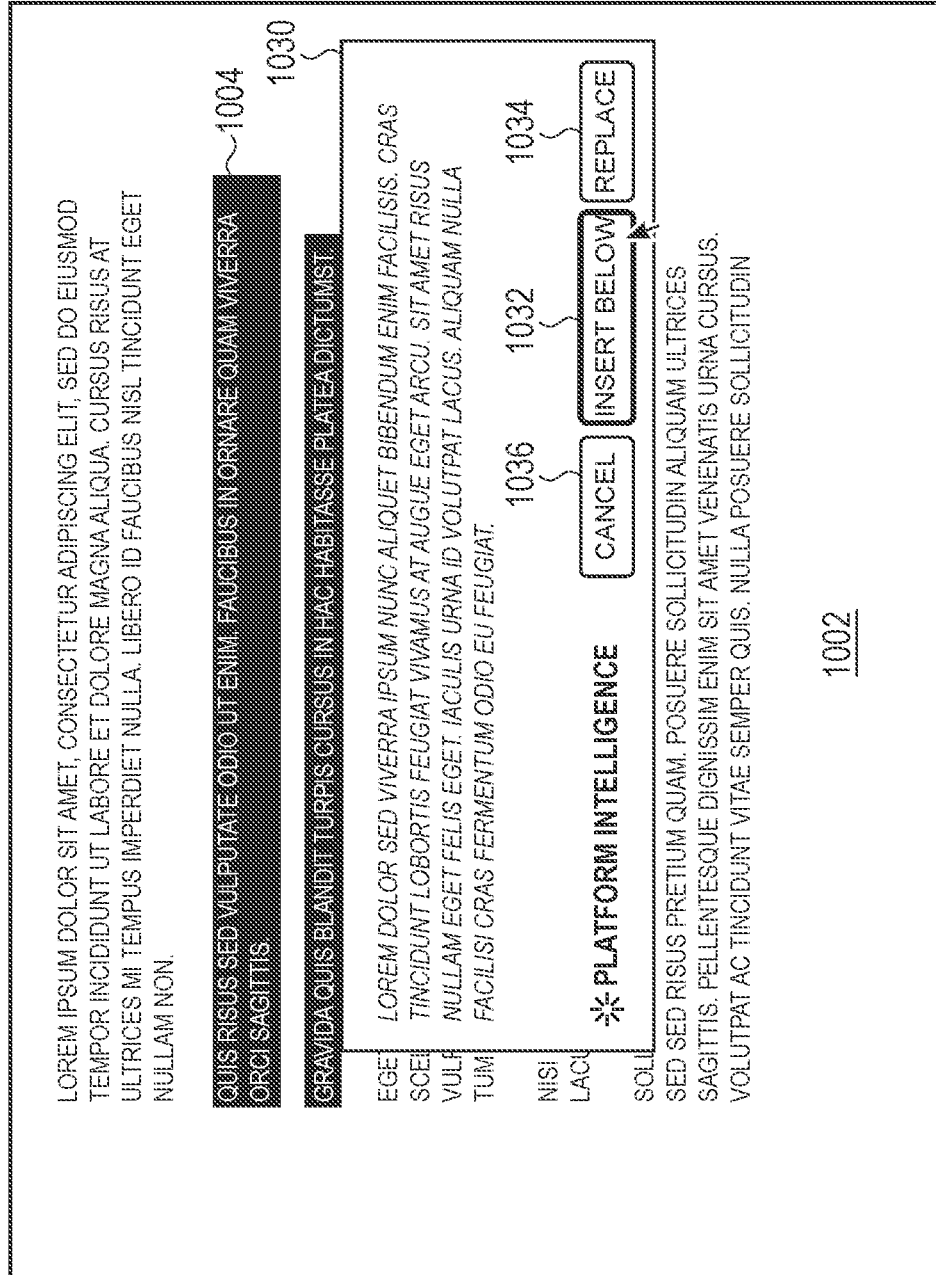 LOREM IPSUM DOLOR SIT AMET, CONSECTETUR ADIPISCING ELIT, SED DO EIUSMOD
TEMPOR INCIDIDUNT UT LABORE ET DOLORE MAGNA ALIQUA. CURSUS RISUS AT
ULTRICES MI TEMPUS IMPERDIET NULLA. LIBERO ID FAUCIBUS NISL TINCIDUNT EGET
NULLAM NON.
QUIS RISUS SED VULPUTATE ODIO UT ENIM. FAUCIBUS IN ORNARE QUAM VIVERRA
ORCI SAGITTIS
1004
GRAVIDA QUIS BLANDIT TURPIS CURSUS IN HAC HABITASSE PLATEA DICTUMST
1030
EGE
SCEL
VULF
TUM
NISI
LACU
SOLL
LOREM DOLOR SED VIVERRA IPSUM NUNC ALIQUET BIBENDUM ENIM FACILISIS. CRAS
TINCIDUNT LOBORTIS FEUGIAT VIVAMUS AT AUGUE EGET ARCU. SIT AMET RISUS
NULLAM EGET FELIS EGET. IACULIS URNA ID VOLUTPAT LACUS. ALIQUAM NULLA
FACILISI CRAS FERMENTUM ODIO EU FEUGIAT.
1036 1032 1034
PLATFORM INTELLIGENCE CANCEL INSERT BELOW REPLACE
SED SED RISUS PRETIUM QUAM. POSUERE SOLLICITUDIN ALIQUAM ULTRICES
SAGITTIS. PELLENTESQUE DIGNISSIM ENIM SIT AMET VENENATIS URNA CURSUS.
VOLUTPAT AC TINCIDUNT VITAE SEMPER QUIS. NULLA POSUERE SOLLICITUDIN
1002